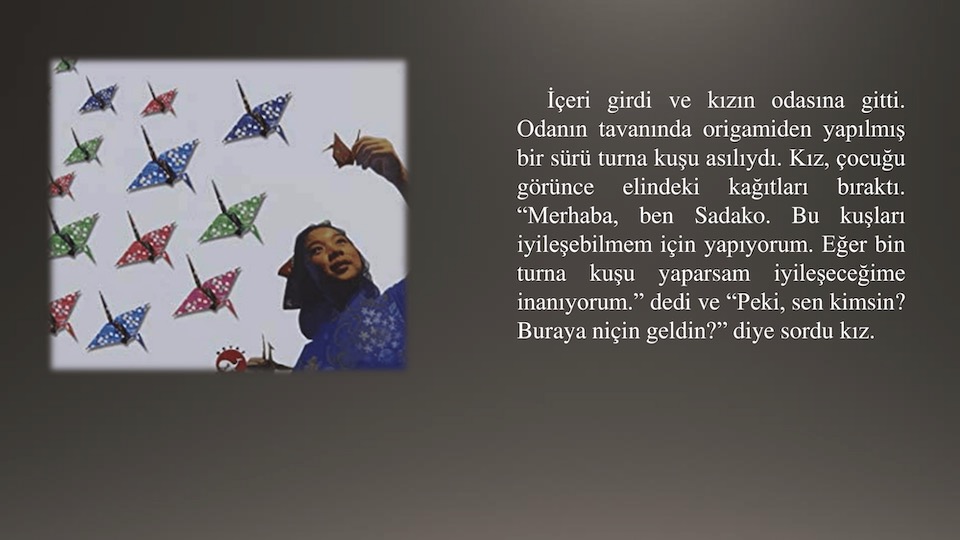 İçeri girdi ve kızın odasına gitti.
Odanın tavanında origamiden yapılmış
bir sürü turna kuşu asılıydı. Kız, çocuğu
görünce elindeki kağıtları bıraktı.
“Merhaba, ben Sadako. Bu kuşları
iyileşebilmem için yapıyorum. Eğer bin
turna kuşu yaparsam iyileşeceğime
inanıyorum.” dedi ve “Peki, sen kimsin?
Buraya niçin geldin?” diye sordu kız.